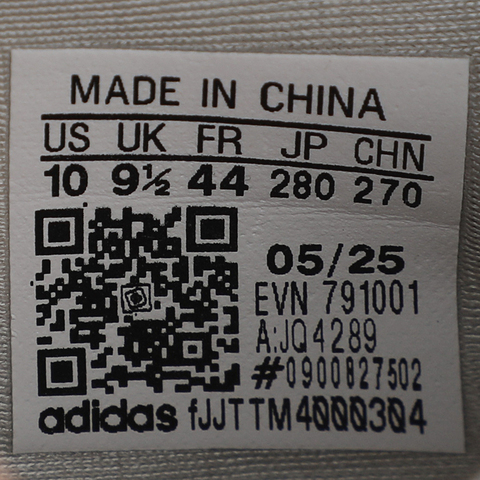 MADE IN CHINA
US UK FR JP CHN
10 9½ 44 280 270
05/25
EVN 791001
A:JQ4289
#0900827502
adidas fJJTTM4000304